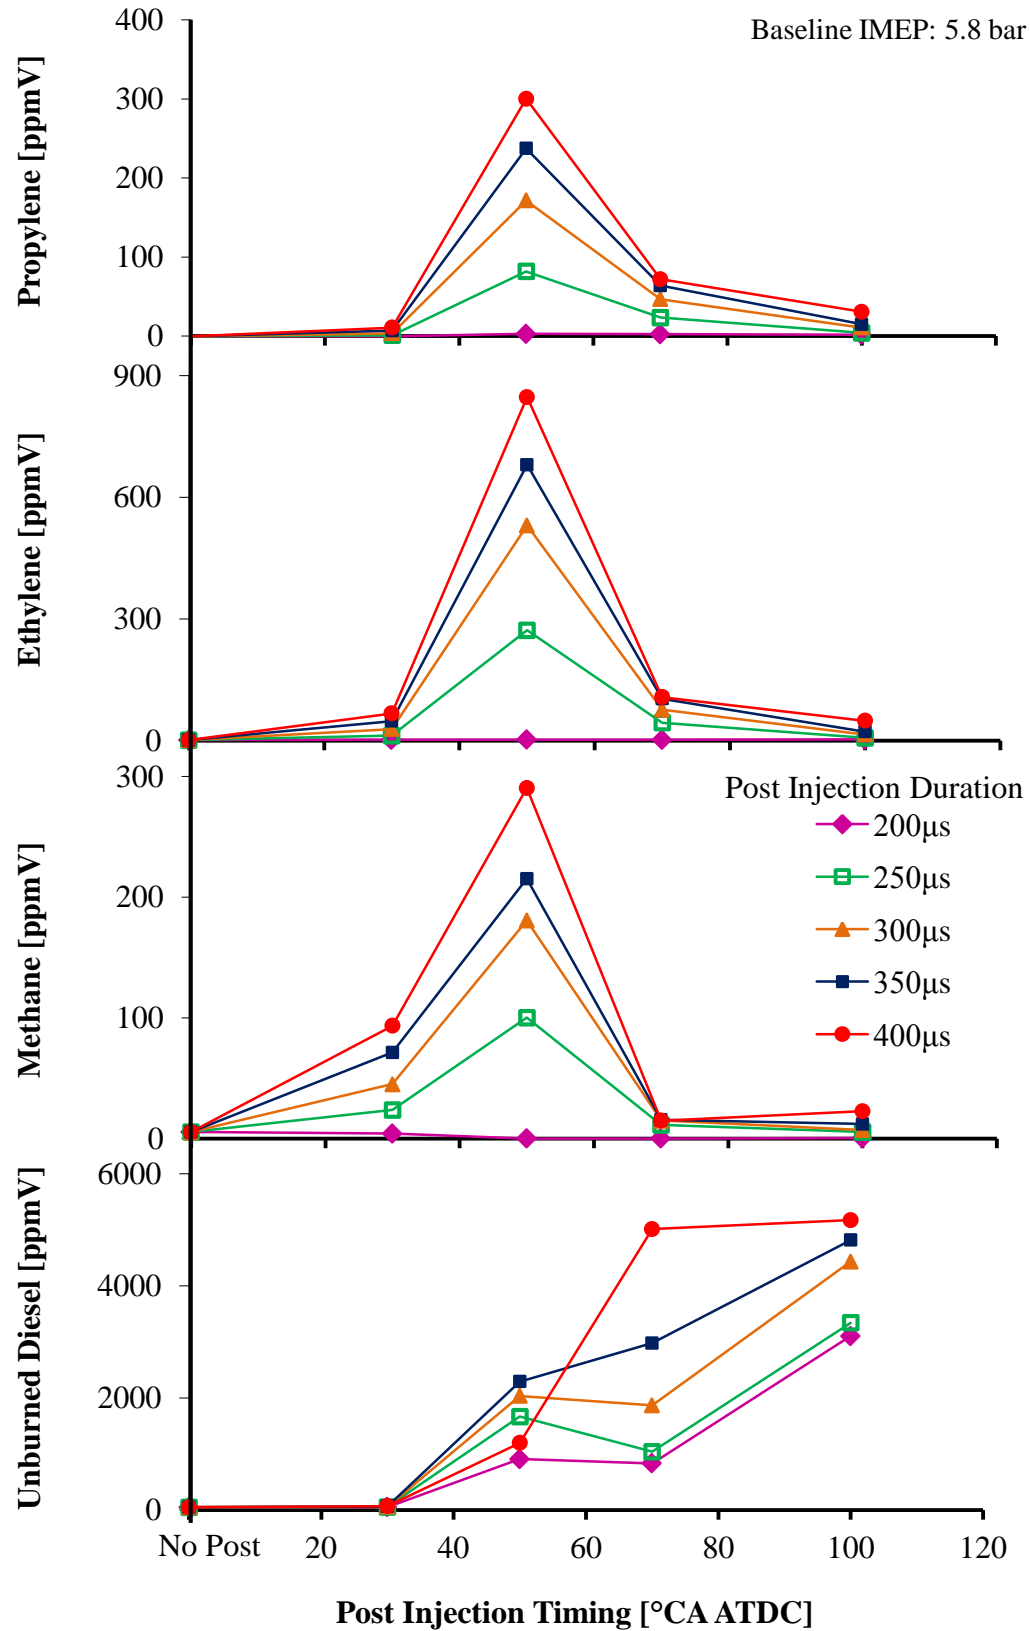 Baseline IMEP: 5.8 bar
Propylene [ppmV]
400
300
200
100
0
Ethylene [ppmV]
900
600
300
0
Methane [ppmV]
300
200
100
0
Post Injection Duration
200μs
250μs
300μs
350μs
400μs
Unburned Diesel [ppmV]
6000
4000
2000
0
No Post 20 40 60 80 100 120
Post Injection Timing [°CA ATDC]